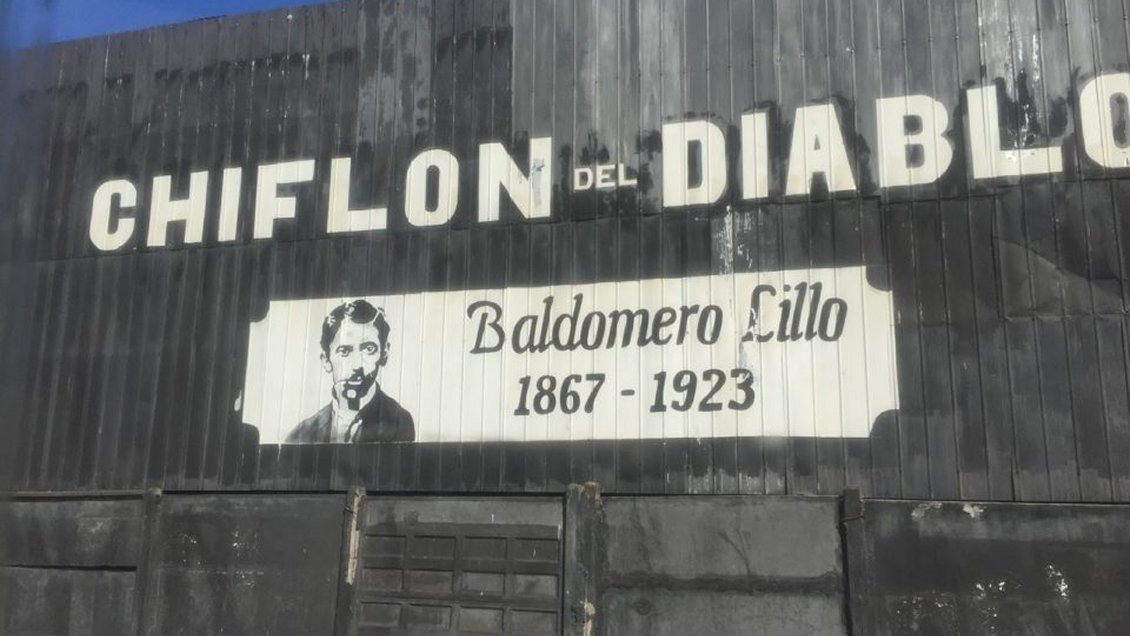 CHIFLON DEL DIABLO
Baldomero Lillo
1867 - 1923